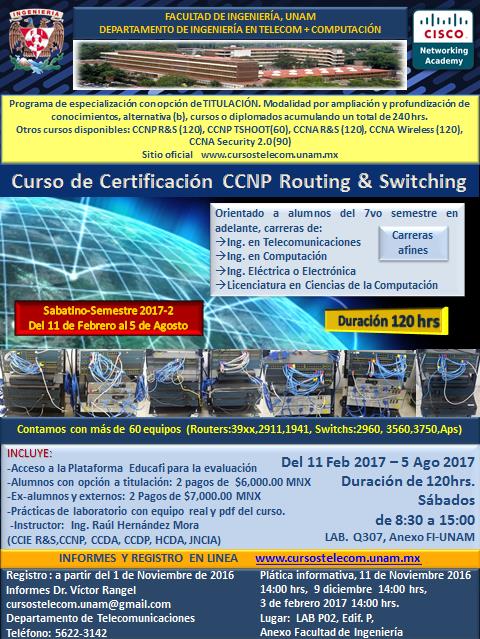 INGENIERIA
FACULTAD DE INGENIERÍA, UNAM
DEPARTAMENTO DE INGENIERÍA EN TELECOM + COMPUTACIÓN
CISCO
Networking
Academy
Programa de especialización con opción de TITULACIÓN. Modalidad por ampliación y profundización de
conocimientos, alternativa (b), cursos o diplomados acumulando un total de 240 hrs.
Otros cursos disponibles: CCNP R&S (120), CCNP TSHOOT(60), CCNA R&S (120), CCNA Wireless (120),
CCNA Security 2.0 (90)
Sitio oficial www.cursostelecom.unam.mx
Curso de Certificación CCNP Routing & Switching
Orientado a alumnos del 7vo semestre en
adelante, carreras de:
→Ing. en Telecomunicaciones
→Ing. en Computación
→Ing. Eléctrica o Electrónica
→Licenciatura en Ciencias de la Computación
Carreras
afines
Sabatino-Semestre 2017-2
Del 11 de Febrero al 5 de Agosto
Duración 120 hrs
Contamos con más de 60 equipos (Routers:39xx,2911,1941, Switchs:2960, 3560,3750,Aps)
INCLUYE:
-Acceso a la Plataforma Educafi para la evaluación
-Alumnos con opción a titulación: 2 pagos de $6,000.00 MNX
-Ex-alumnos y externos: 2 Pagos de $7,000.00 MNX
-Prácticas de laboratorio con equipo real y pdf del curso.
-Instructor: Ing. Raúl Hernández Mora
(CCIE R&S,CCNP, CCDA, CCDP, HCDA, JNCIA)
Del 11 Feb 2017 – 5 Ago 2017
Duración de 120hrs.
Sábados
de 8:30 a 15:00
LAB. Q307, Anexo FI-UNAM
INFORMES Y REGISTRO EN LINEA www.cursostelecom.unam.mx
Registro : a partir del 1 de Noviembre de 2016
Informes Dr. Víctor Rangel
cursostelecom.unam@gmail.com
Departamento de Telecomunicaciones
Teléfono: 5622-3142
Plática informativa, 11 de Noviembre 2016
14:00 hrs, 9 diciembre 14:00 hrs,
3 de febrero 2017 14:00 hrs.
Lugar: LAB P02, Edif. P,
Anexo Facultad de Ingeniería